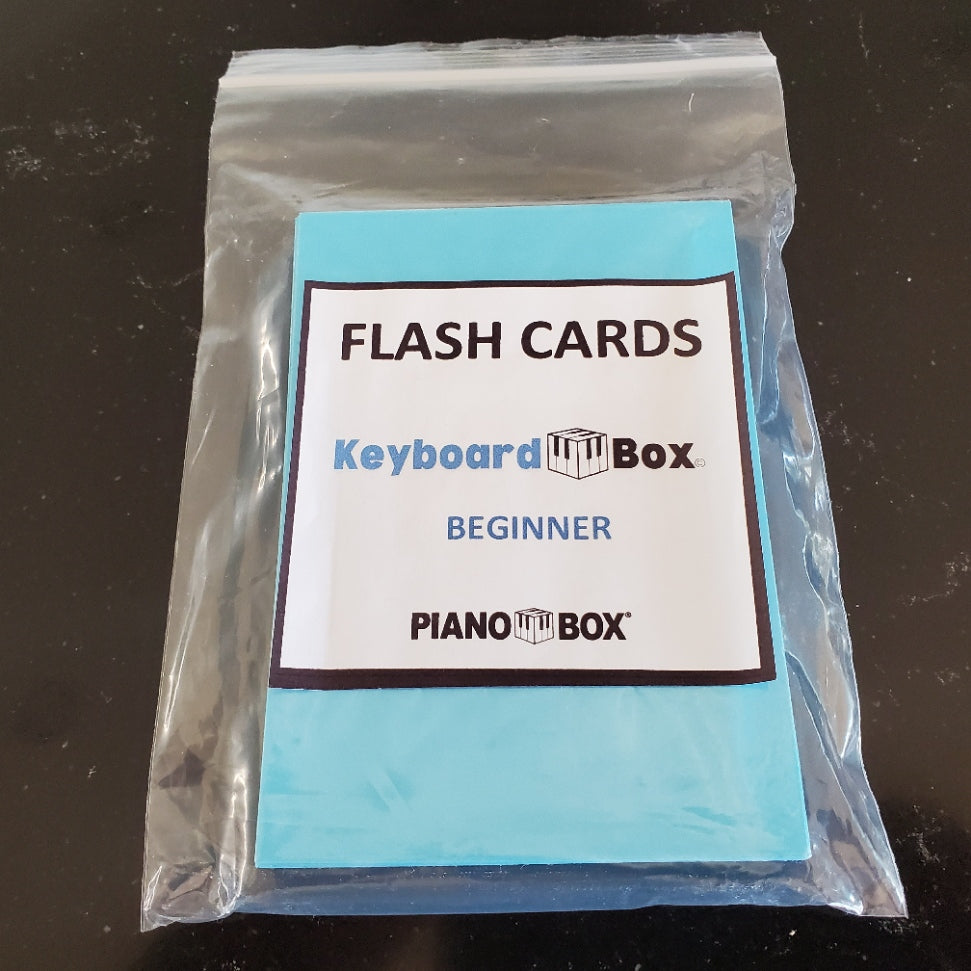 FLASH CARDS
Keyboard Box©
BEGINNER
PIANO BOX®